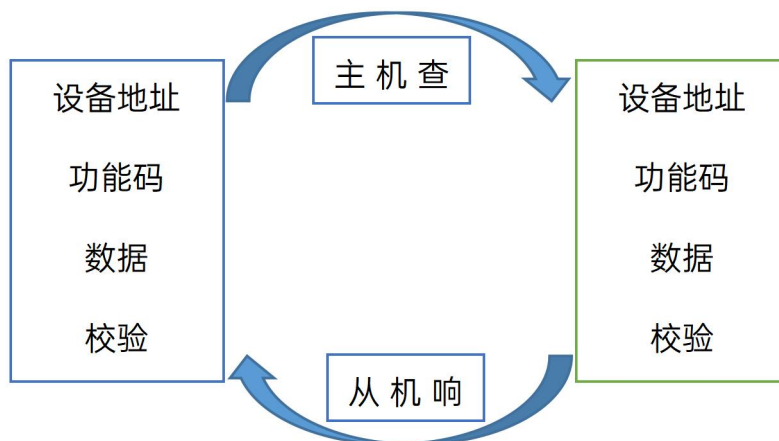 主 机 查
设备地址
功能码
数据
校验
设备地址
功能码
数据
校验
从 机 响